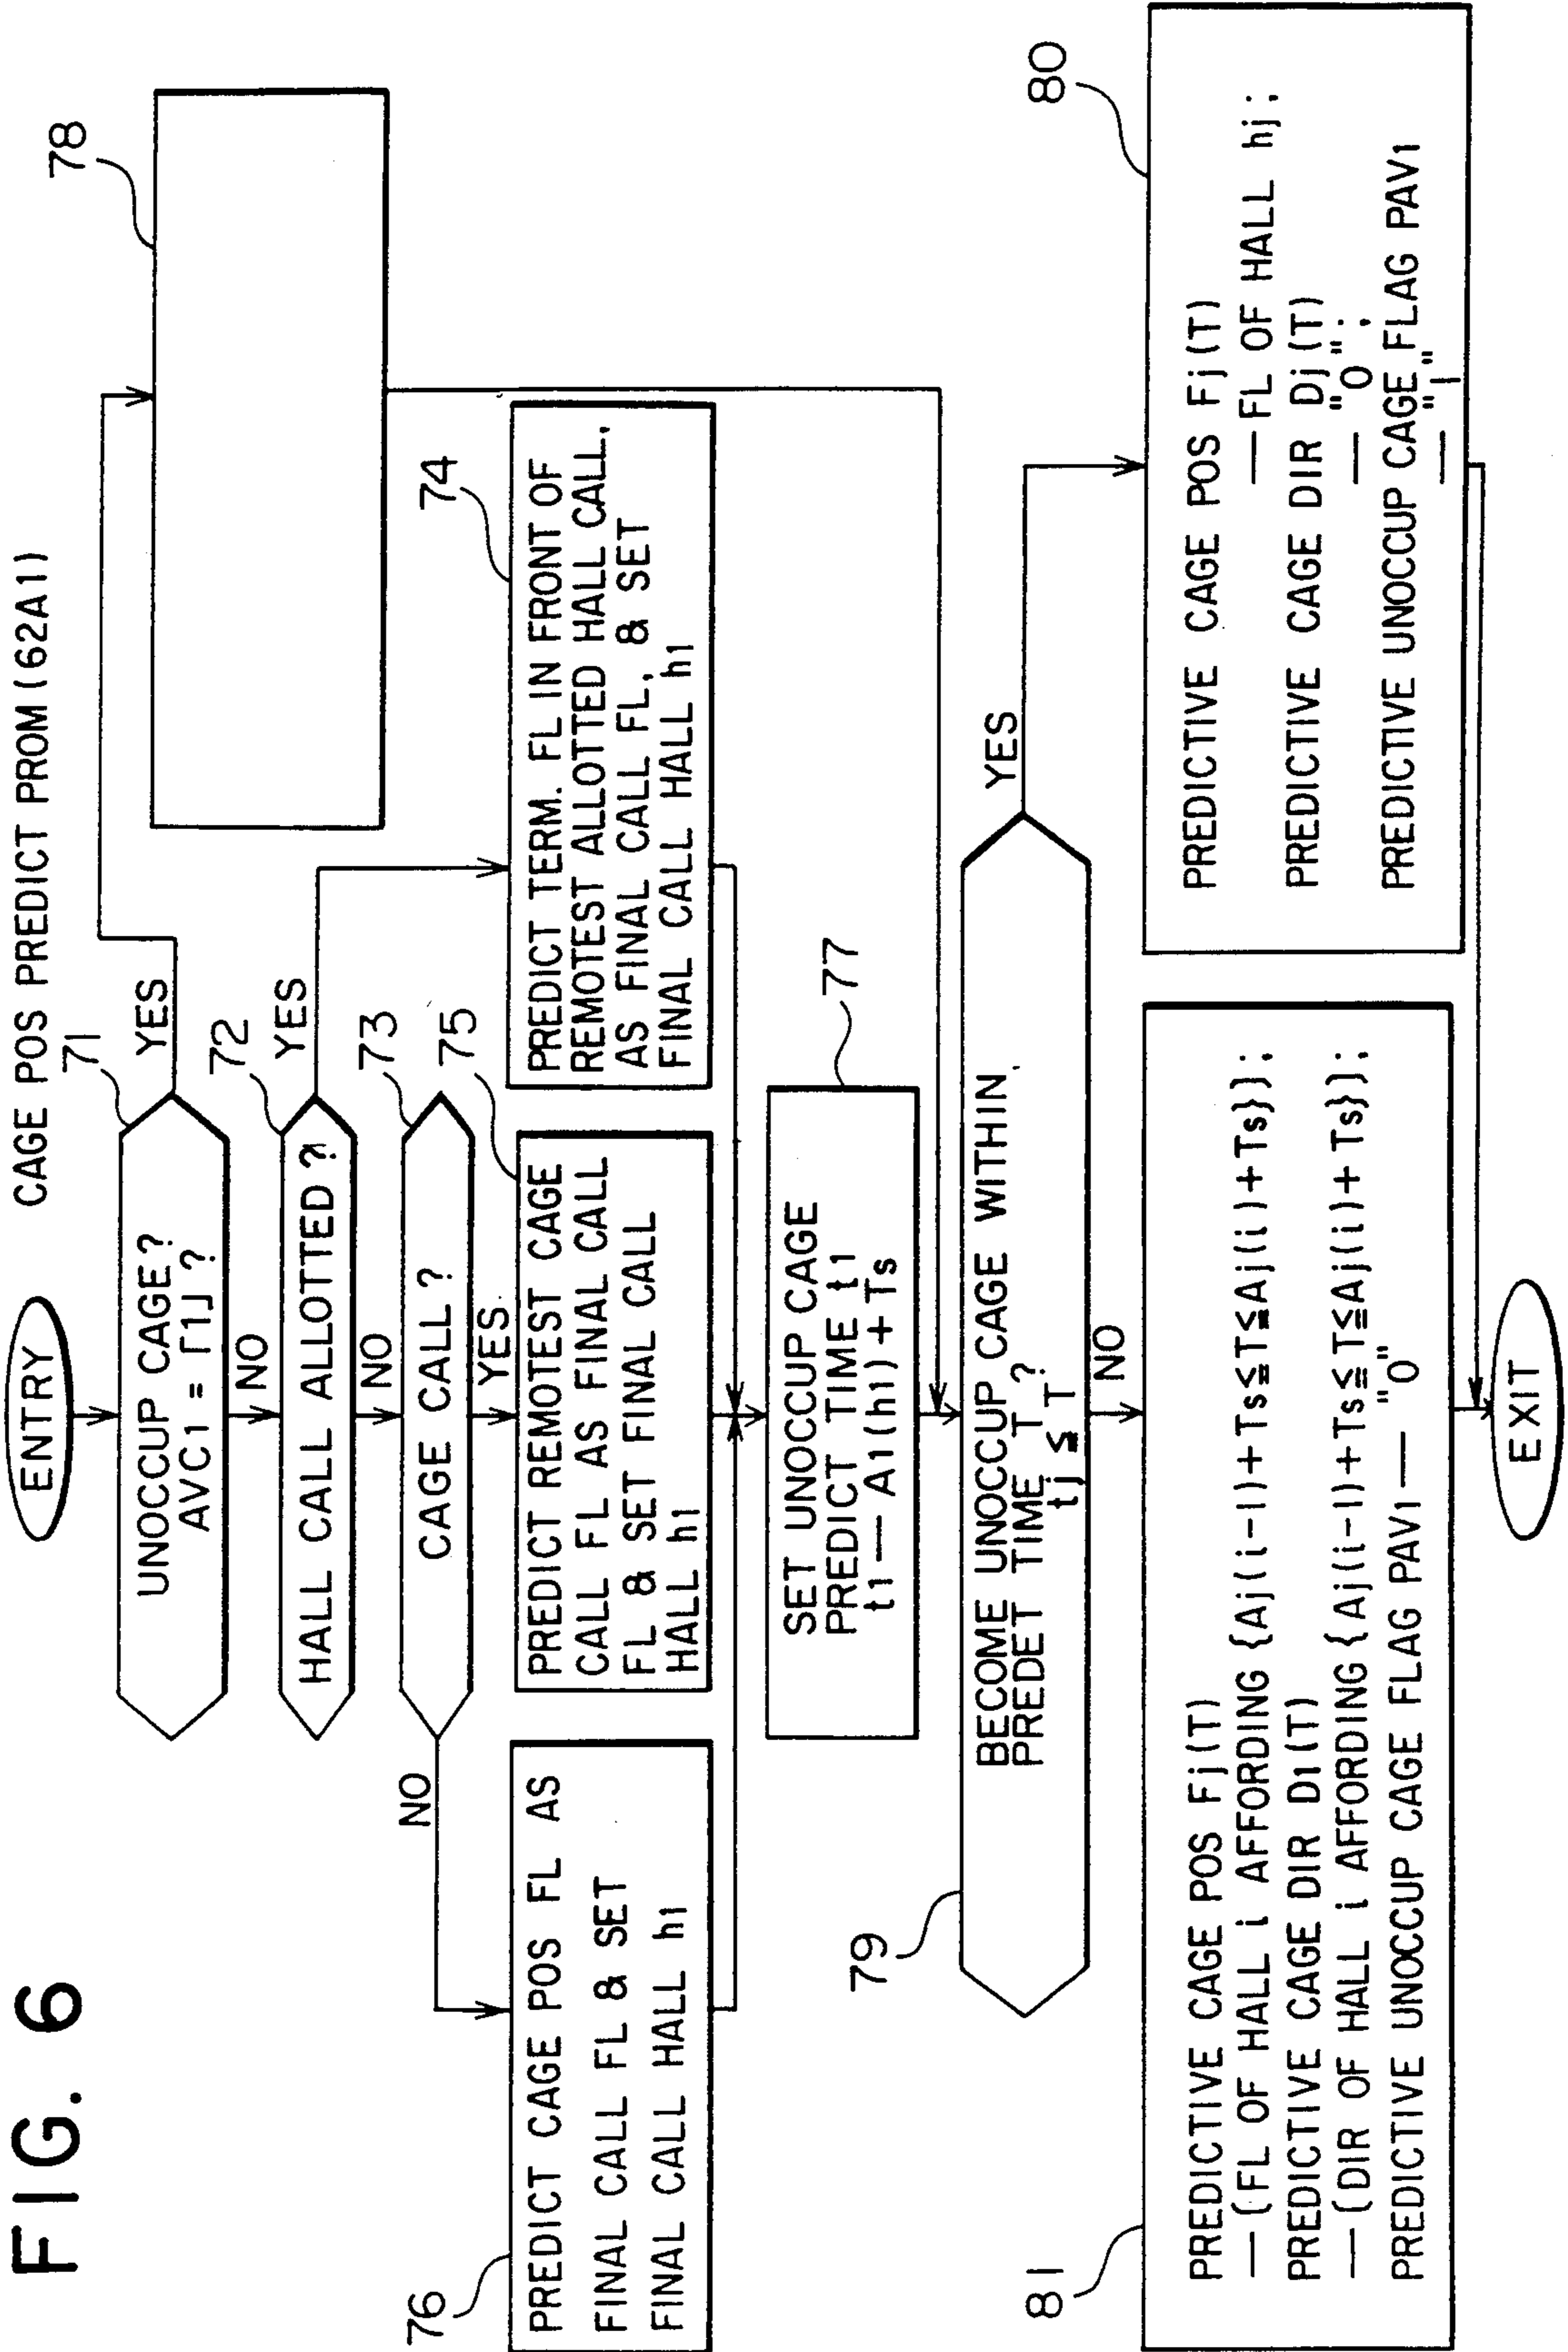 FIG. 6
CAGE POS PREDICT PROM (62A1)
ENTRY
71
UNOCCUP CAGE?
AVC1 = 「1」?
YES
NO
78
72
HALL CALL ALLOTTED ?
YES
NO
73
CAGE CALL?
NO
YES
76
PREDICT CAGE POS FL AS
FINAL CALL FL & SET
FINAL CALL HALL h1
75
PREDICT REMOTEST CAGE
CALL FL AS FINAL CALL
FL & SET FINAL CALL
HALL h1
74
PREDICT TERM. FL IN FRONT OF
REMOTEST ALLOTTED HALL CALL,
AS FINAL CALL FL, & SET
FINAL CALL HALL h1
77
SET UNOCCUP CAGE
PREDICT TIME t1
t1 — A1(h1) + Ts
79
BECOME UNOCCUP CAGE WITHIN
PREDET TIME T ?
tj ≦ T
YES
NO
81
PREDICTIVE CAGE POS Fj(T)
— (FL OF HALL i AFFORDING {Aj(i-1)+Ts≦T≦Aj(i)+Ts});
PREDICTIVE CAGE DIR D1(T)
— (DIR OF HALL i AFFORDING {Aj(i-1)+Ts≦T≦Aj(i)+Ts});
PREDICTIVE UNOCCUP CAGE FLAG PAV1 — "0"
80
PREDICTIVE CAGE POS Fj(T)
— FL OF HALL hj;
PREDICTIVE CAGE DIR Dj(T)
— "0";
PREDICTIVE UNOCCUP CAGE FLAG PAV1
— "1"
EXIT